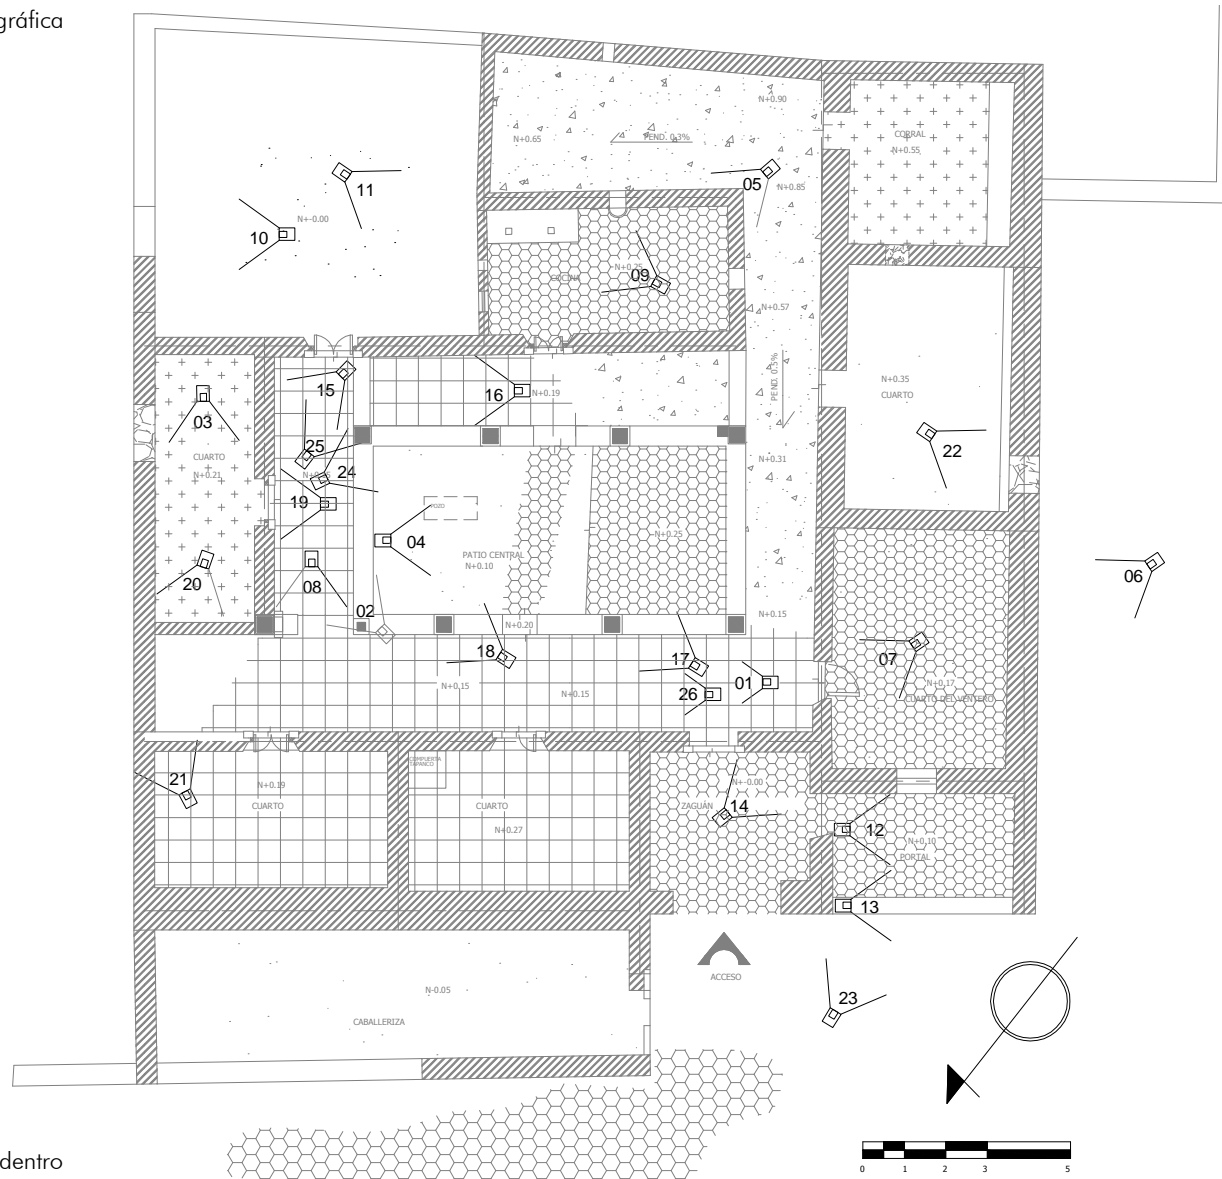 gráfica
N+0.90
N+0.65
PEND. 0.3%
CORRAL
N+0.55
11
05
N+0.85
N+-0.00
10
N+0.25
COCINA
09
N+0.57
15
16
N+0.19
N+0.35
CUARTO
PEND. 0.5%
03
25
22
CUARTO
N+0.21
24
N+0.31
19
POZO
04
N+0.25
PATIO CENTRAL
N+0.10
06
20
08
02
N+0.15
N+0.20
18
17
07
N+0.15
N+0.15
26
01
N+0.17
CUARTO DEL VENTERO
COMPUERTA
TAPANCO
21
N+0.19
N+-0.00
CUARTO
CUARTO
ZAGUÁN
14
N+0.27
12
N+0.10
PORTAL
13
ACCESO
N-0.05
23
CABALLERIZA
dentro
0 1 2 3 5